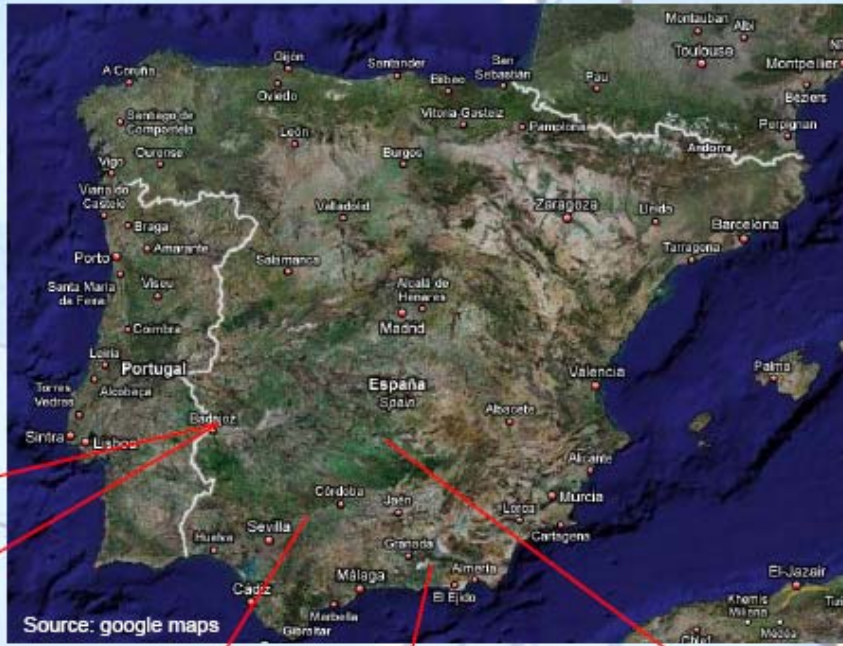 Montauban
Albi
Toulouse
Montpellier
Béziers
Perpignan
Pau
Andorra
Gijón
Santander
San
Sebastián
A Coruña
Oviedo
Bilbao
Vitoria-Gasteiz
Pamplona
Santiago de
Compostela
León
Burgos
Vigo
Ourense
Viana do
Castelo
Braga
Valladolid
Zaragoza
Barcelona
Tarragona
Porto
Amarante
Salamanca
Santa Maria
da Feira
Viseu
Alcalá de
Henares
Madrid
Coimbra
Leiria
Portugal
Alcobaça
Torres
Vedras
España
Spain
Valencia
Palma
Badajoz
Albacete
Sintra
Lisboa
Alicante
Córdoba
Jaén
Murcia
Lorca
Cartagena
Huelva
Sevilla
Granada
Almería
El Ejido
Cádiz
Málaga
Marbella
Gibraltar
El-Jazair
Khemis
Miliana
Médéa
Chlef
Source: google maps